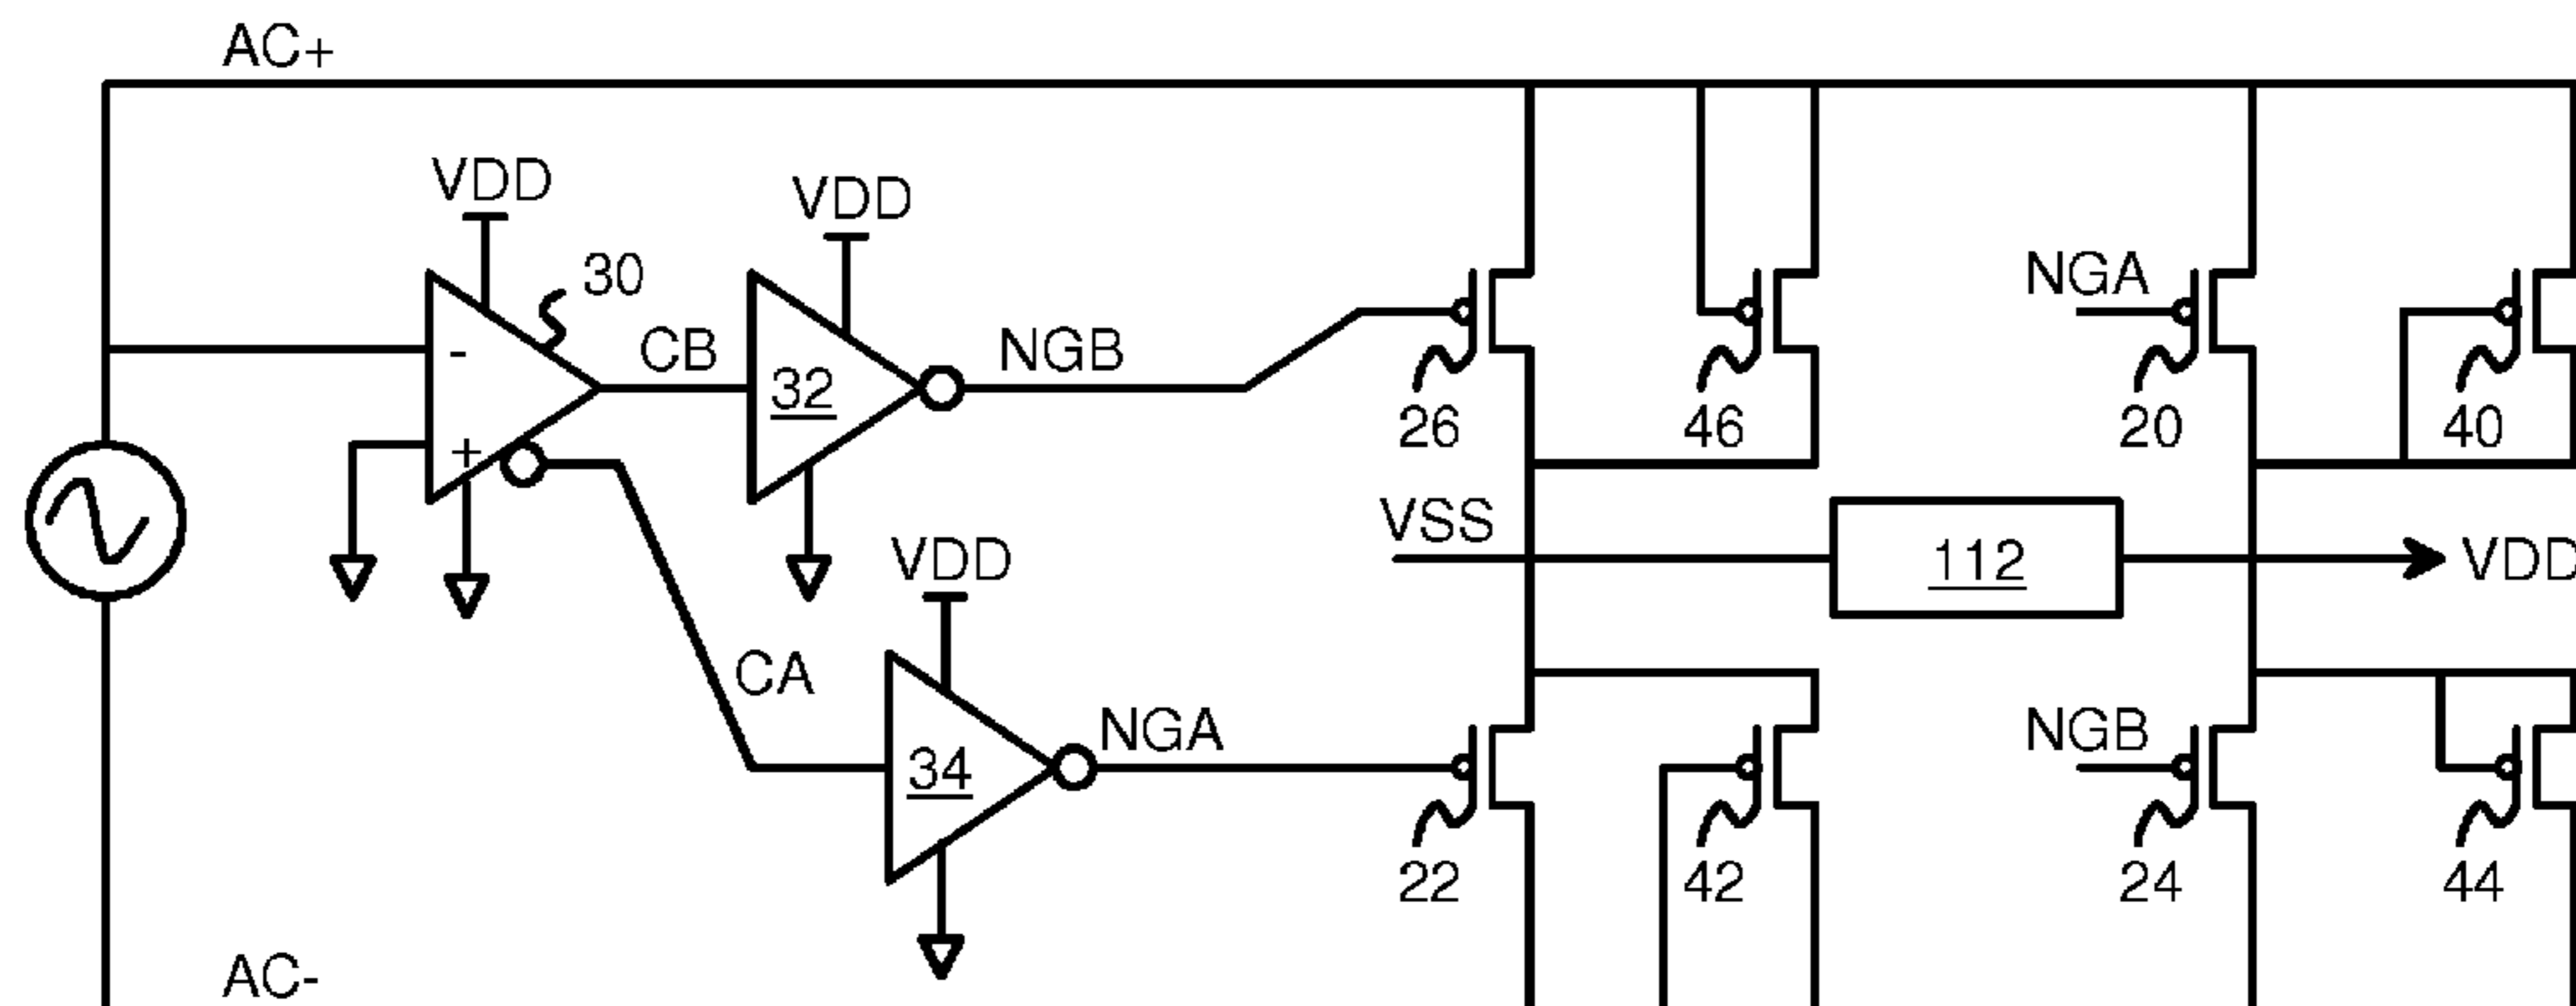 AC+
VDD
VDD
30
-
CB
32
NGB
+
26
46
NGA
20
40
VSS
112
VDD
VDD
CA
34
NGA
22
42
NGB
24
44
AC-